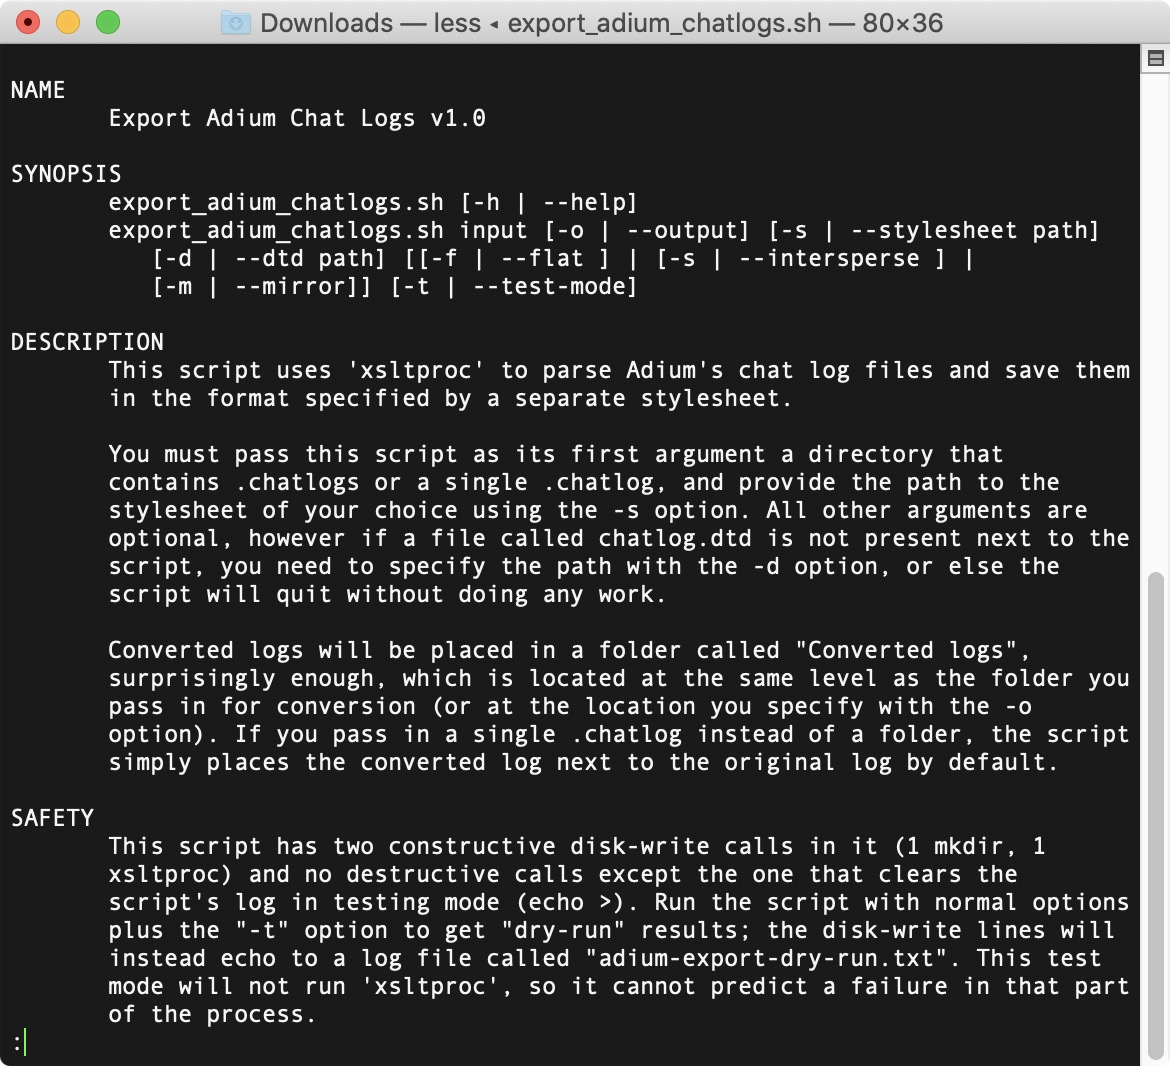 Downloads — less ◂ export_adium_chatlogs.sh — 80×36
NAME
Export Adium Chat Logs v1.0
SYNOPSIS
export_adium_chatlogs.sh [-h | --help]
export_adium_chatlogs.sh input [-o | --output] [-s | --stylesheet path]
[-d | --dtd path] [[-f | --flat ] | [-s | --intersperse ] |
[-m | --mirror]] [-t | --test-mode]
DESCRIPTION
This script uses 'xsltproc' to parse Adium's chat log files and save them
in the format specified by a separate stylesheet.
You must pass this script as its first argument a directory that
contains .chatlogs or a single .chatlog, and provide the path to the
stylesheet of your choice using the -s option. All other arguments are
optional, however if a file called chatlog.dtd is not present next to the
script, you need to specify the path with the -d option, or else the
script will quit without doing any work.
Converted logs will be placed in a folder called "Converted logs",
surprisingly enough, which is located at the same level as the folder you
pass in for conversion (or at the location you specify with the -o
option). If you pass in a single .chatlog instead of a folder, the script
simply places the converted log next to the original log by default.
SAFETY
This script has two constructive disk-write calls in it (1 mkdir, 1
xsltproc) and no destructive calls except the one that clears the
script's log in testing mode (echo >). Run the script with normal options
plus the "-t" option to get "dry-run" results; the disk-write lines will
instead echo to a log file called "adium-export-dry-run.txt". This test
mode will not run 'xsltproc', so it cannot predict a failure in that part
of the process.
: